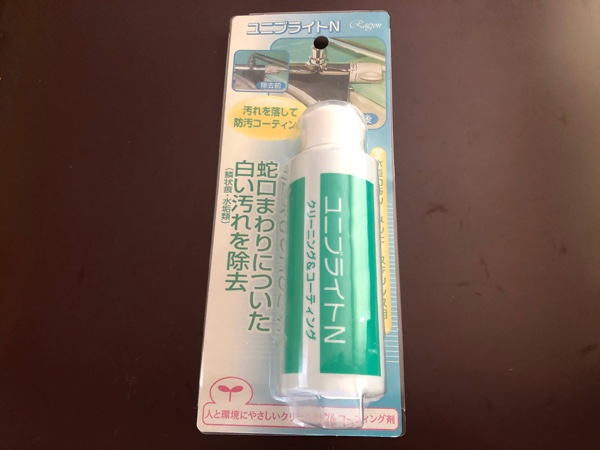 ユニブライトN
Ragon
除去前
汚れを落して
防汚コーティン
蛇口まわりについた
白い汚れを除去
(鱗状痕・水垢類)
ユニブライトN
クリーニング&コーティング
人と環境にやさしいクリーニング&コーティング剤